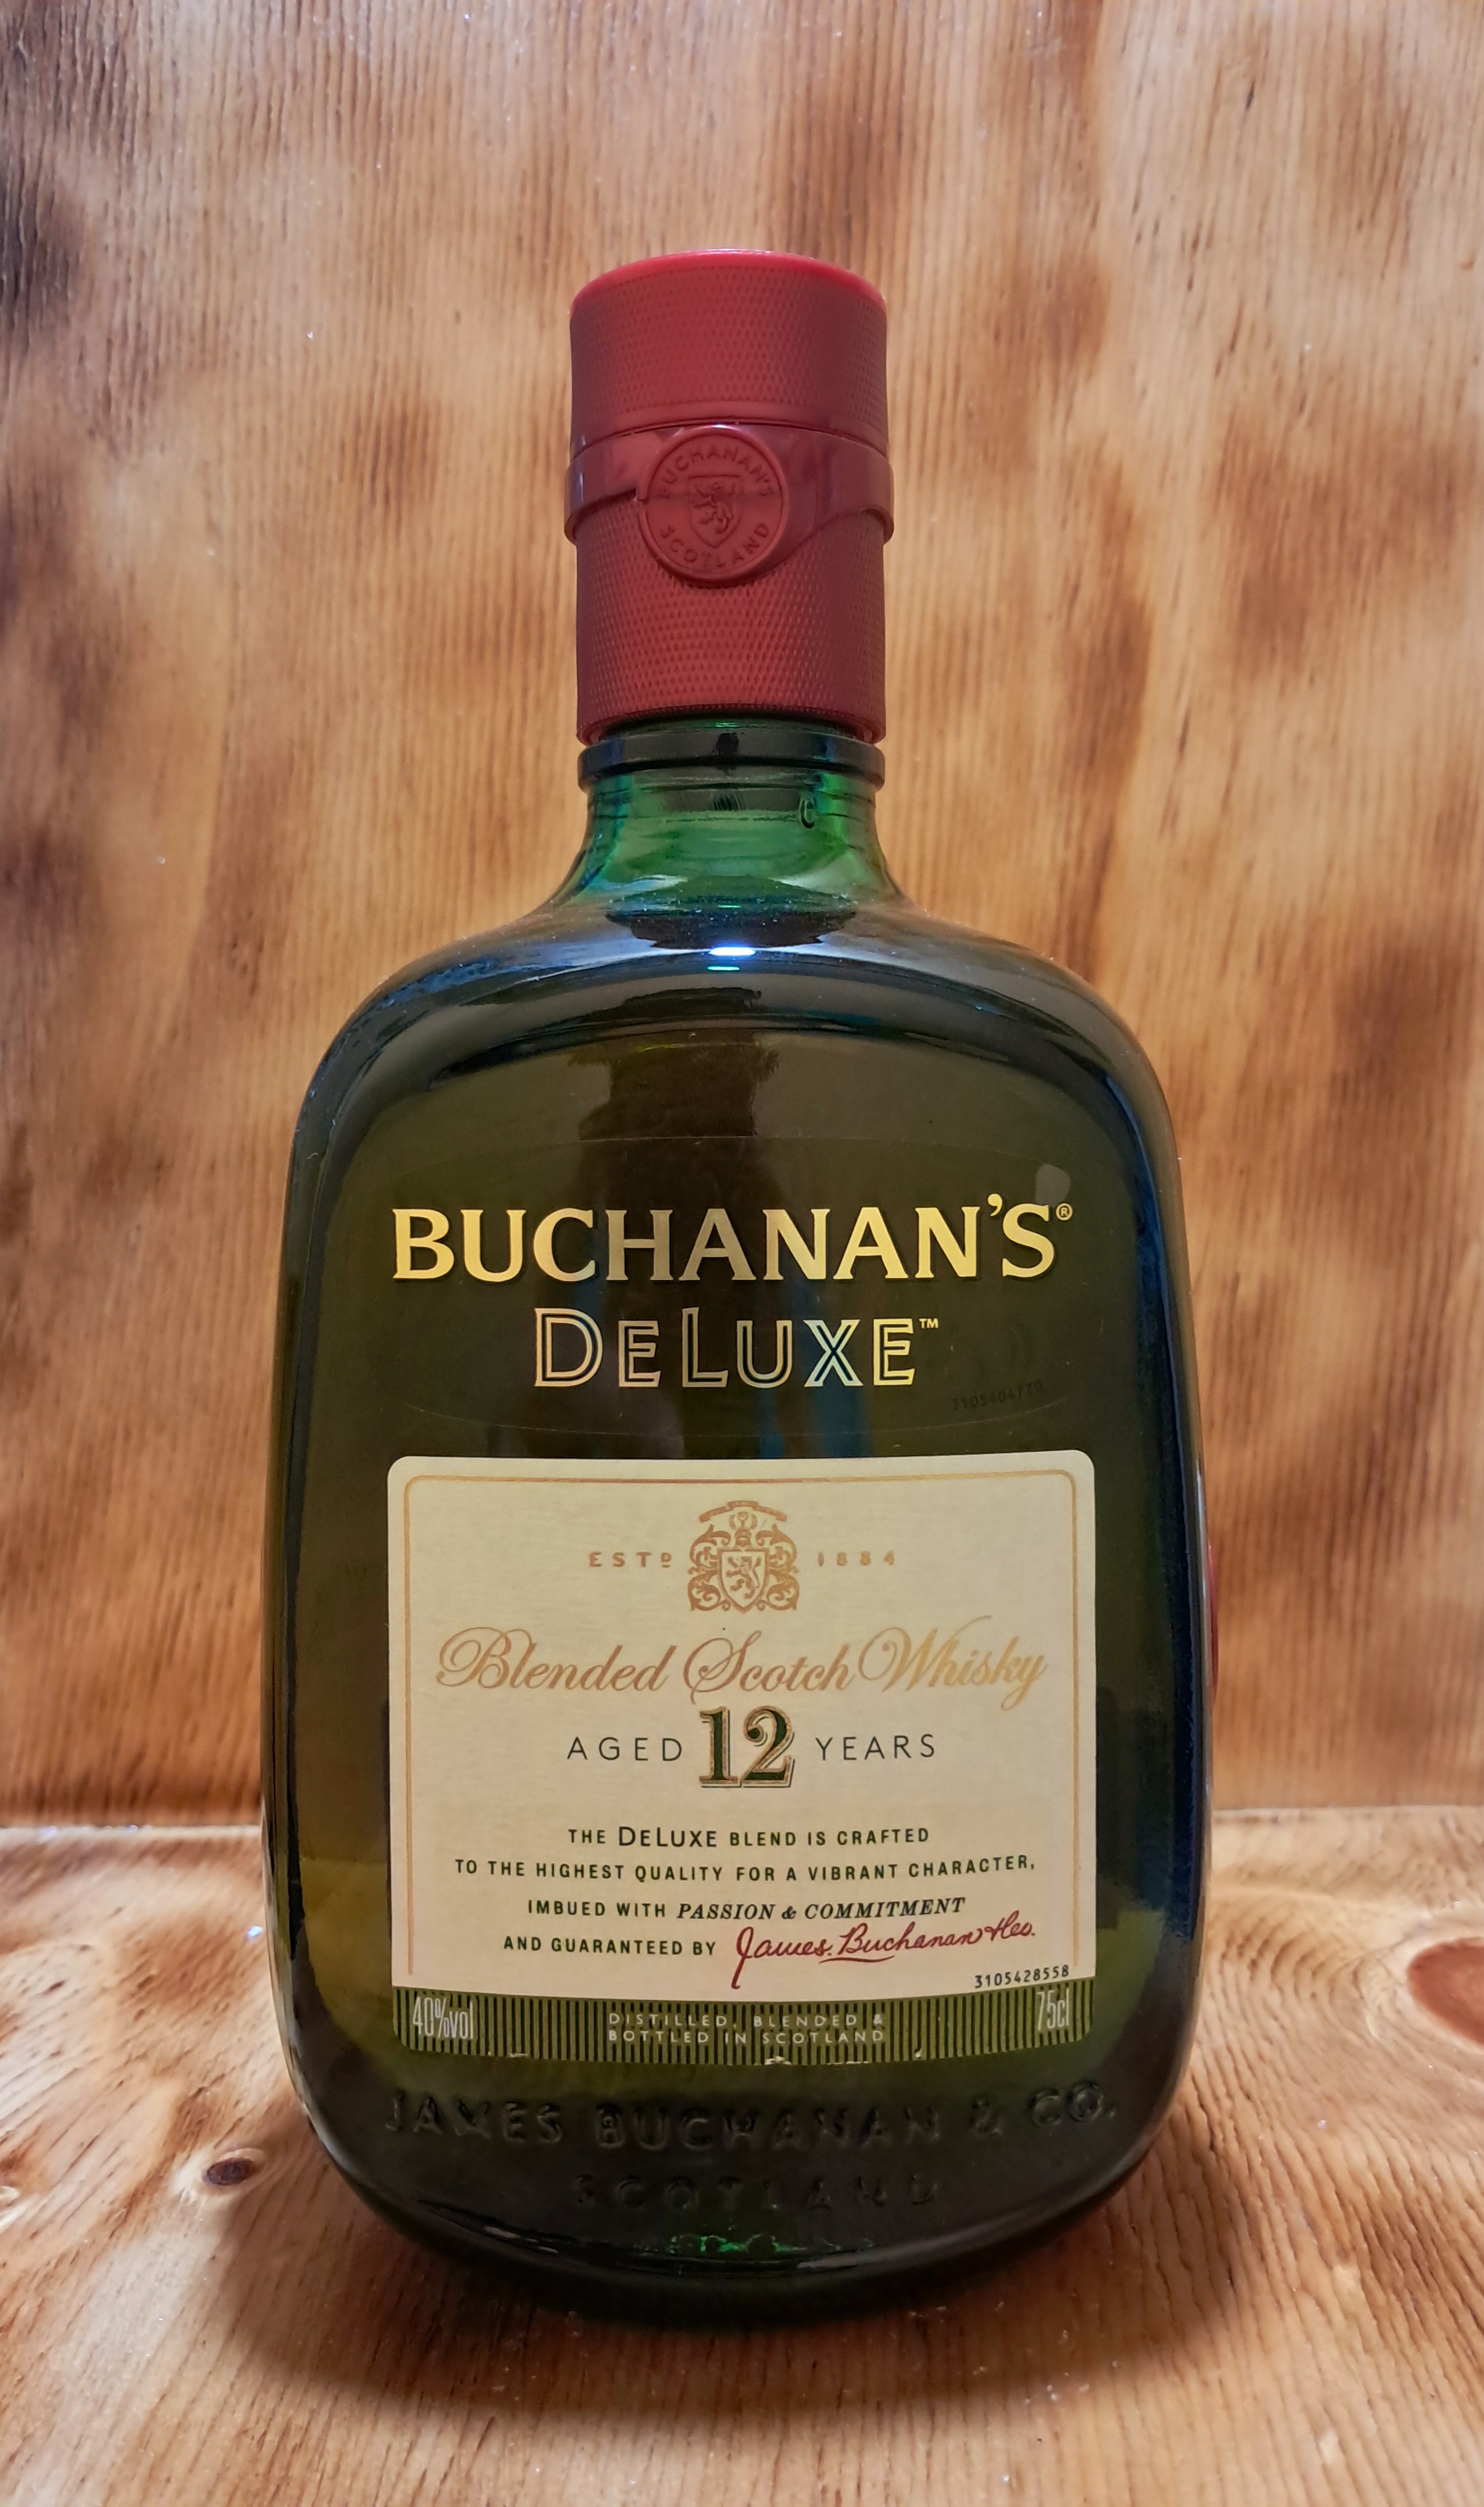 BUCHANAN'S
SCOTLAND
BUCHANAN'S®
DELUXE™
3105404770
ESTD 1884
Blended Scotch Whisky
AGED 12 YEARS
THE DELUXE BLEND IS CRAFTED
TO THE HIGHEST QUALITY FOR A VIBRANT CHARACTER,
IMBUED WITH PASSION & COMMITMENT
AND GUARANTEED BY James Buchanan & Co.
3105428558
40%vol DISTILLED, BLENDED & 75cl
BOTTLED IN SCOTLAND
JAMES BUCHANAN & CO.
SCOTLAND